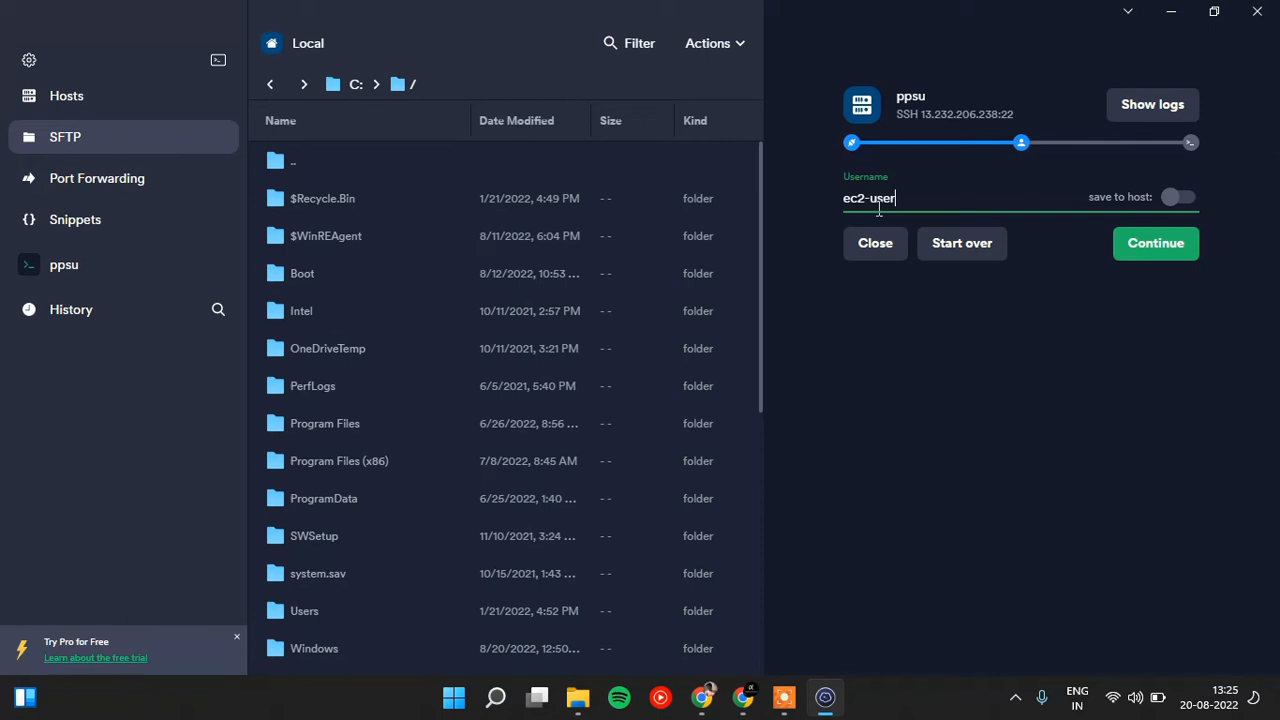 Hosts
SFTP
Port Forwarding
Snippets
ppsu
History
Try Pro for Free
Learn about the free trial
Local
Filter
Actions
C:
/
Name Date Modified Size Kind
..
$Recycle.Bin 1/21/2022, 4:49 PM - - folder
$WinREAgent 8/11/2022, 6:04 PM - - folder
Boot 8/12/2022, 10:53 ... - - folder
Intel 10/11/2021, 2:57 PM - - folder
OneDriveTemp 10/11/2021, 3:21 PM - - folder
PerfLogs 6/5/2021, 5:40 PM - - folder
Program Files 6/26/2022, 8:56 ... - - folder
Program Files (x86) 7/8/2022, 8:45 AM - - folder
ProgramData 6/25/2022, 1:40 ... - - folder
SWSetup 11/10/2021, 3:24 ... - - folder
system.sav 10/15/2021, 1:43 ... - - folder
Users 1/21/2022, 4:52 PM - - folder
Windows 8/20/2022, 12:50... - - folder
ppsu
SSH 13.232.206.238:22
Show logs
Username
ec2-user
save to host:
Close
Start over
Continue
ENG
IN
13:25
20-08-2022